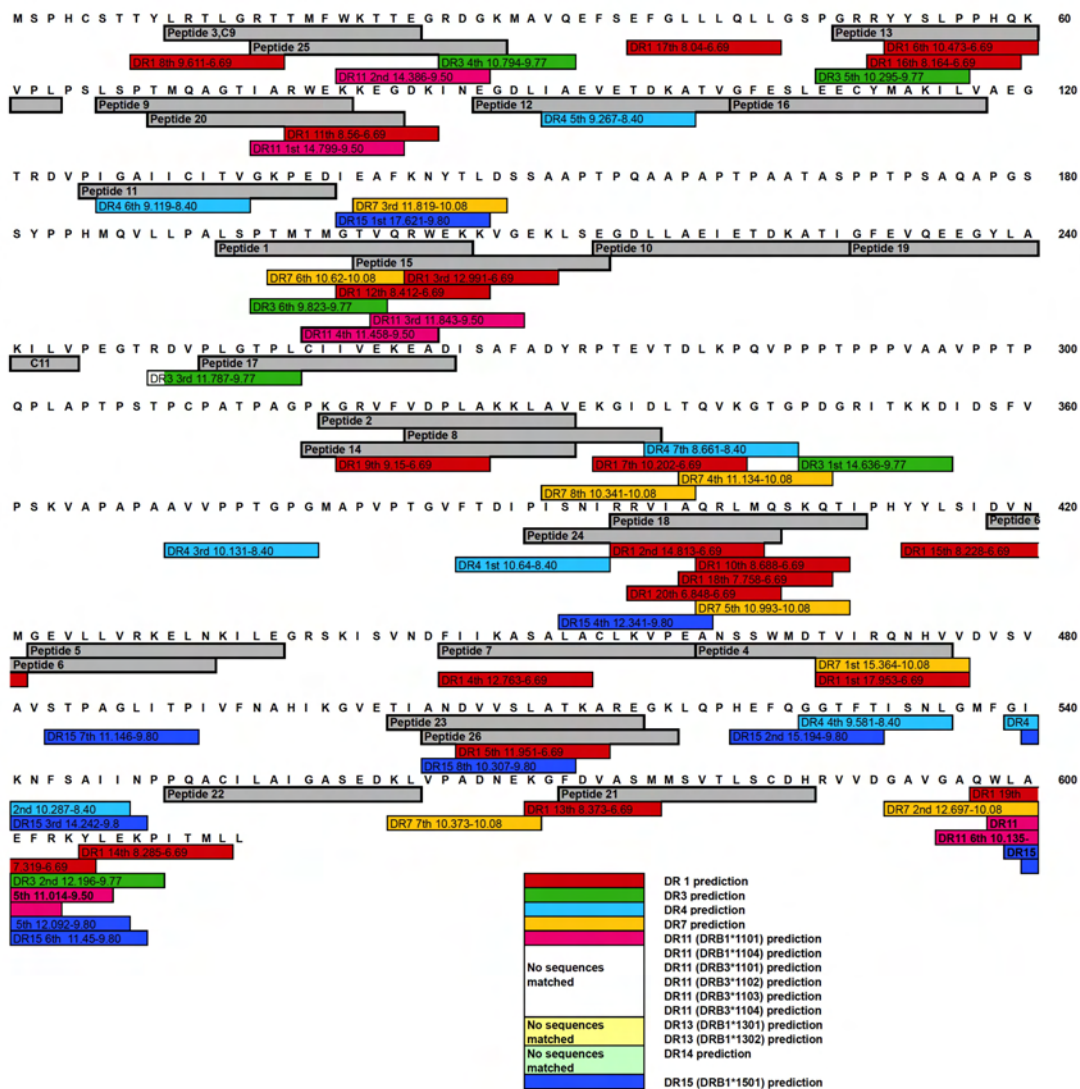 M S P H C S T T Y L R T L G R T T M F W K T T E G R D G K M A V Q E F S E F G L L L Q L L G S P G R R Y Y S L P P H Q K 60
Peptide 3,C9 Peptide 13
Peptide 25 DR1 17th 8.04-6.69 DR1 6th 10.473-6.69
DR1 8th 9.611-6.69 DR3 4th 10.794-9.77 DR1 16th 8.164-6.69
DR11 2nd 14.386-9.50 DR3 5th 10.295-9.77
V P L P S L S P T M Q A G T I A R W E K K E G D K I N E G D L I A E V E T D K A T V G F E S L E E C Y M A K I L V A E G 120
Peptide 9 Peptide 12 Peptide 16
Peptide 20 DR4 5th 9.267-8.40
DR1 11th 8.56-6.69
DR11 1st 14.799-9.50
T R D V P I G A I I C I T V G K P E D I E A F K N Y T L D S S A A P T P Q A A P A P T P A A T A S P P T P S A Q A P G S 180
Peptide 11
DR4 6th 9.119-8.40 DR7 3rd 11.819-10.08
DR15 1st 17.621-9.80
S Y P P H M Q V L L P A L S P T M T M G T V Q R W E K K V G E K L S E G D L L A E I E T D K A T I G F E V Q E E G Y L A 240
Peptide 1 Peptide 10 Peptide 19
Peptide 15
DR7 6th 10.62-10.08 DR1 3rd 12.991-6.69
DR1 12th 8.412-6.69
DR3 6th 9.823-9.77
DR11 3rd 11.843-9.50
DR11 4th 11.458-9.50
K I L V P E G T R D V P L G T P L C I I V E K E A D I S A F A D Y R P T E V T D L K P Q V P P P T P P P V A A V P P T P 300
C11 Peptide 17
DR3 3rd 11.787-9.77
Q P L A P T P S T P C P A T P A G P K G R V F V D P L A K K L A V E K G I D L T Q V K G T G P D G R I T K K D I D S F V 360
Peptide 2
Peptide 8
Peptide 14 DR4 7th 8.661-8.40
DR1 9th 9.15-6.69 DR1 7th 10.202-6.69 DR3 1st 14.636-9.77
DR7 4th 11.134-10.08
DR7 8th 10.341-10.08
P S K V A P A P A A V V P P T G P G M A P V P T G V F T D I P I S N I R R V I A Q R L M Q S K Q T I P H Y Y L S I D V N 420
Peptide 18 Peptide 6
Peptide 24
DR4 3rd 10.131-8.40 DR1 2nd 14.813-6.69 DR1 15th 8.228-6.69
DR4 1st 10.64-8.40 DR1 10th 8.688-6.69
DR1 18th 7.758-6.69
DR1 20th 6.848-6.69
DR7 5th 10.993-10.08
DR15 4th 12.341-9.80
M G E V L L V R K E L N K I L E G R S K I S V N D F I I K A S A L A C L K V P E A N S S W M D T V I R Q N H V V D V S V 480
Peptide 5 Peptide 7 Peptide 4
Peptide 6 DR7 1st 15.364-10.08
DR1 4th 12.763-6.69 DR1 1st 17.953-6.69
A V S T P A G L I T P I V F N A H I K G V E T I A N D V V S L A T K A R E G K L Q P H E F Q G G T F T I S N L G M F G I 540
Peptide 23 DR4 4th 9.581-8.40 DR4
DR15 7th 11.146-9.80 Peptide 26 DR15 2nd 15.194-9.80
DR1 5th 11.951-6.69
DR15 8th 10.307-9.80
K N F S A I I N P P Q A C I L A I G A S E D K L V P A D N E K G F D V A S M M S V T L S C D H R V V D G A V G A Q W L A 600
Peptide 22 Peptide 21 DR1 19th
2nd 10.287-8.40 DR1 13th 8.373-6.69 DR7 2nd 12.697-10.08
DR15 3rd 14.242-9.8 DR7 7th 10.373-10.08 DR11
DR11 6th 10.135-
DR15
E F R K Y L E K P I T M L L
DR1 14th 8.285-6.69
7.319-6.69
DR3 2nd 12.196-9.77
5th 11.014-9.50
5th 12.092-9.80
DR15 6th 11.45-9.80
DR 1 prediction
DR3 prediction
DR4 prediction
DR7 prediction
DR11 (DRB1*1101) prediction
DR11 (DRB1*1104) prediction
No sequences matched
DR11 (DRB3*1101) prediction
DR11 (DRB3*1102) prediction
DR11 (DRB3*1103) prediction
DR11 (DRB3*1104) prediction
No sequences matched
DR13 (DRB1*1301) prediction
DR13 (DRB1*1302) prediction
No sequences matched
DR14 prediction
DR15 (DRB1*1501) prediction